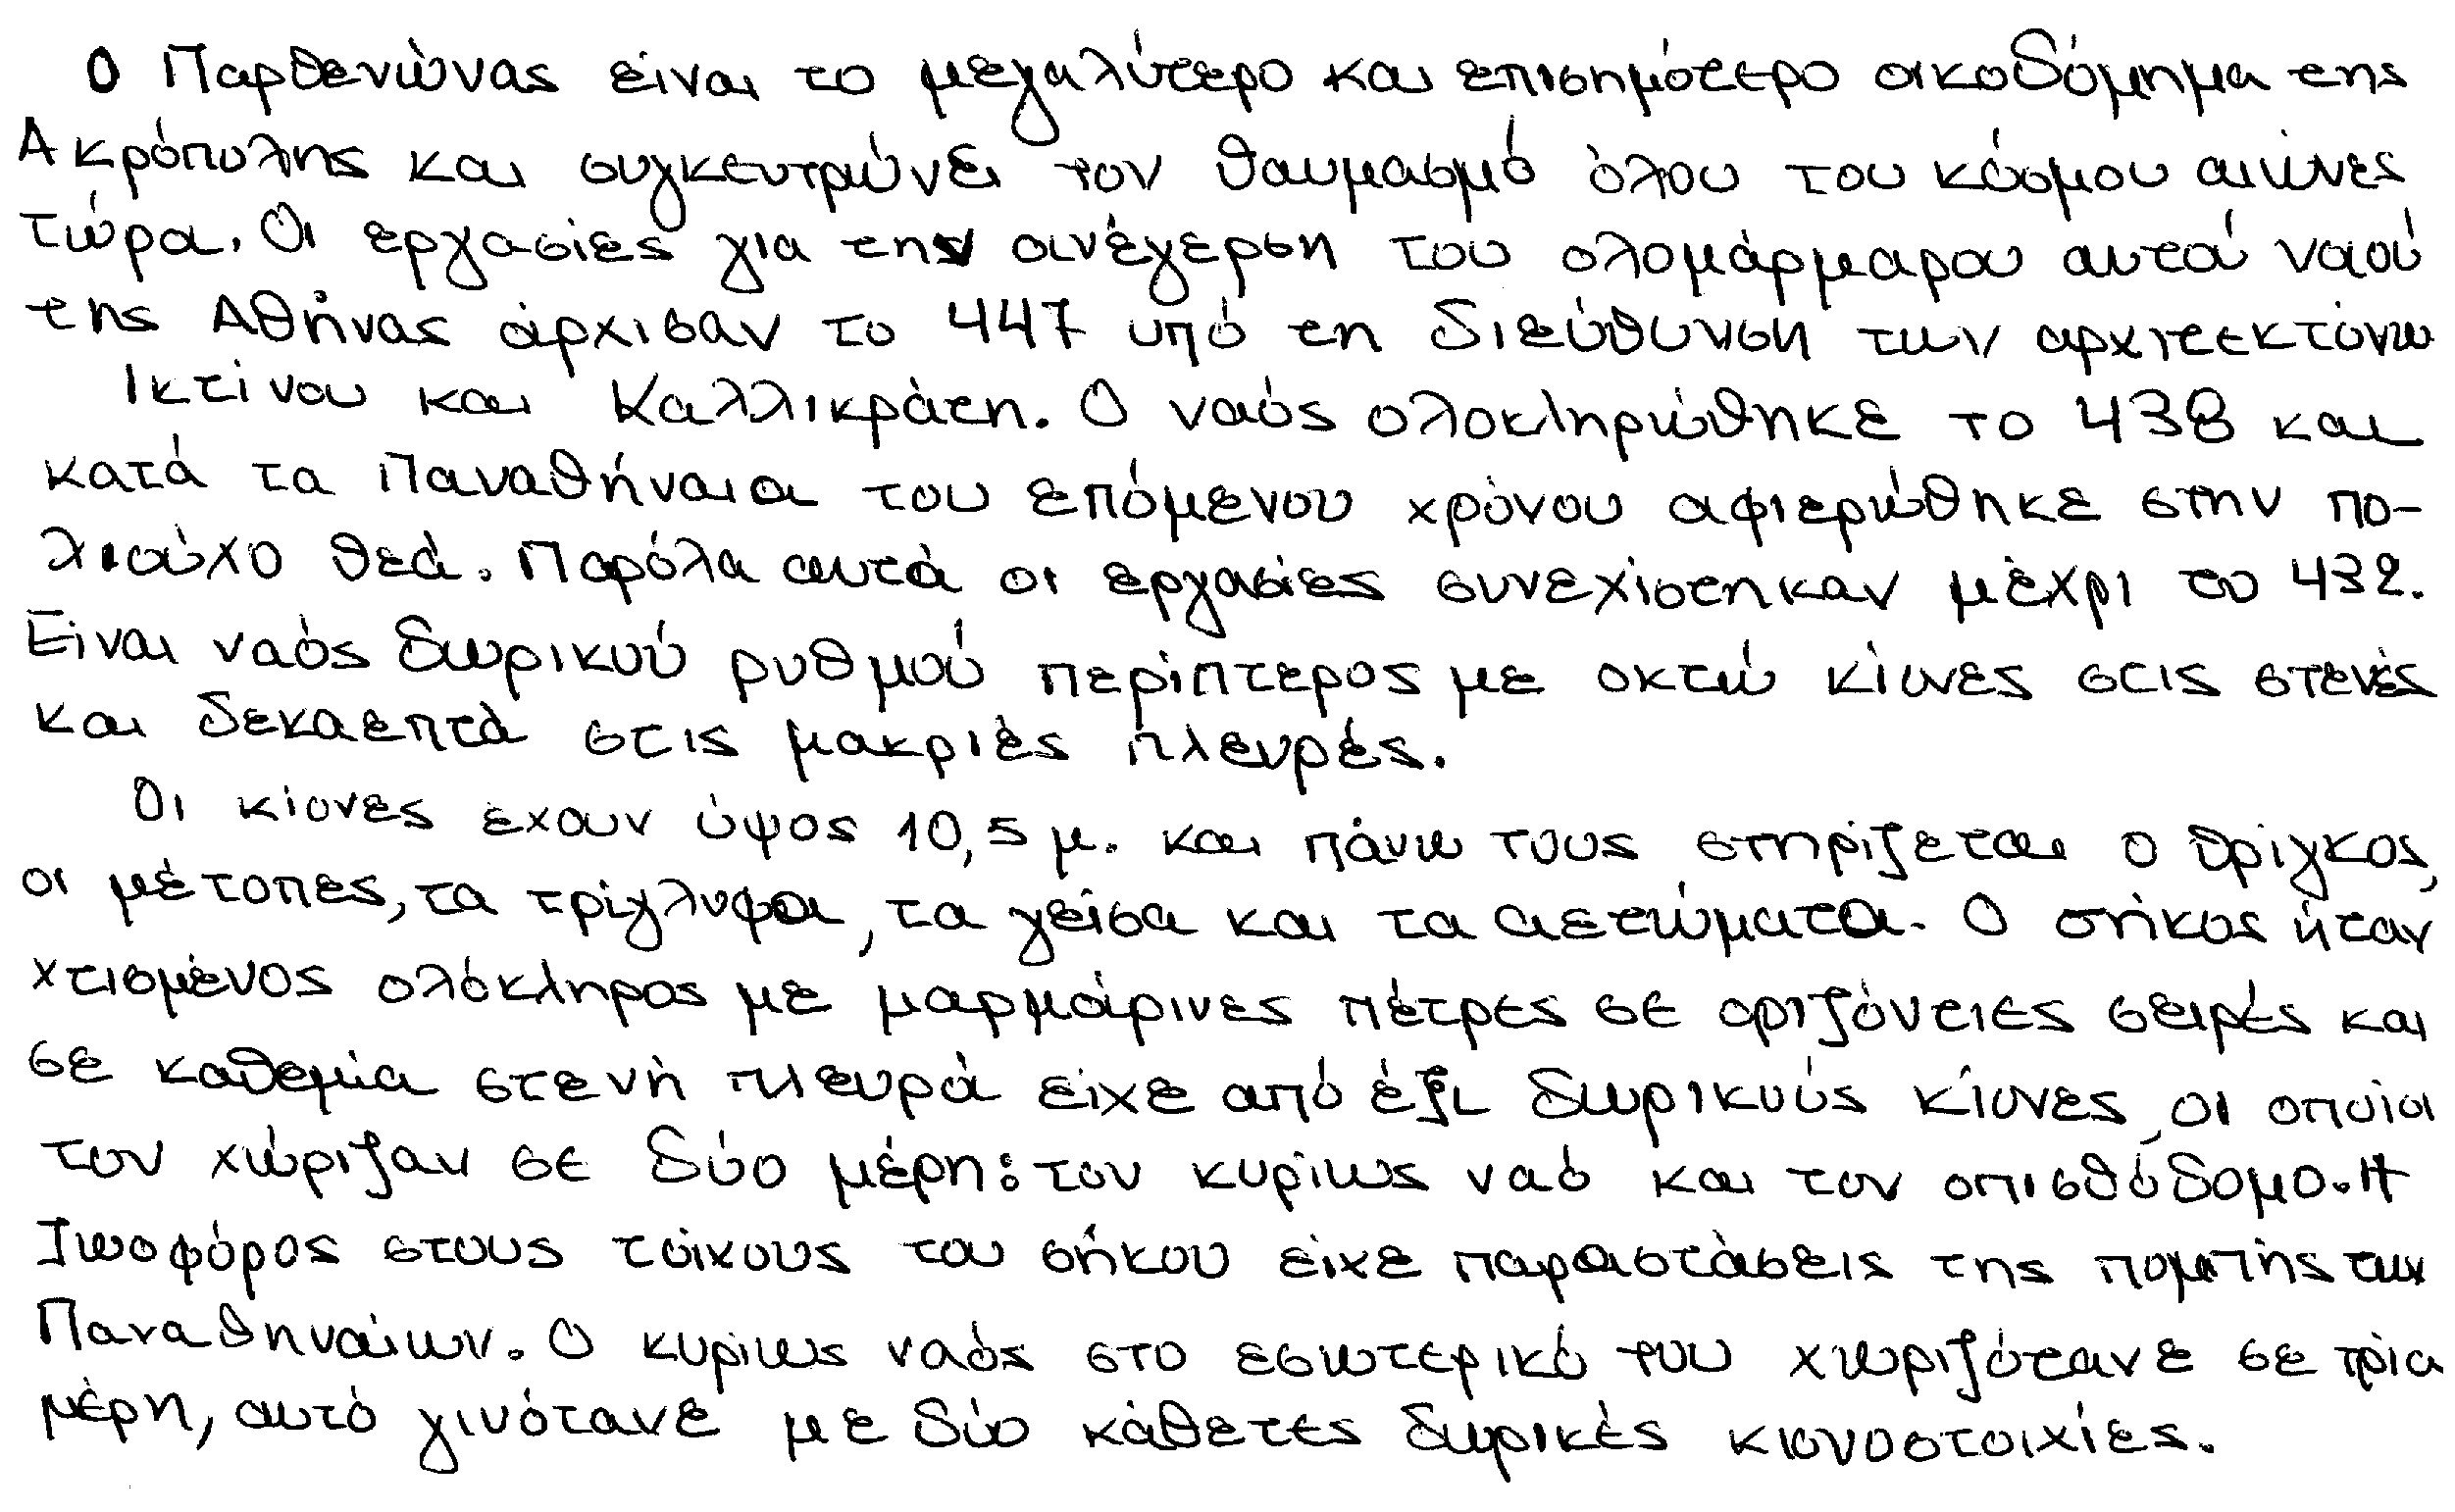 Ο Παρθενώνας είναι το μεγαλύτερο και επισημότερο οικοδόμημα της
Ακρόπολης και συγκεντρώνει τον θαυμασμό όλου του κόσμου αιώνες
τώρα. Οι εργασίες για την ανέγερση του ολομάρμαρου αυτού ναού
της Αθήνας άρχισαν το 447 υπό τη διεύθυνση των αρχιτεκτόνω
Ικτίνου και Καλλικράτη. Ο ναός ολοκληρώθηκε το 438 και
κατά τα Παναθήναια του επόμενου χρόνου αφιερώθηκε στην πο-
λιούχο θεά. Παρόλα αυτά οι εργασίες συνεχίστηκαν μέχρι το 432.
Είναι ναός δωρικού ρυθμού περίπτερος με οκτώ κίονες στις στενές
και δεκαεπτά στις μακριές πλευρές.
Οι κίονες έχουν ύψος 10,5 μ. και πάνω τους στηρίζεται ο θρίγκος,
οι μέτοπες, τα τρίγλυφα, τα γείσα και τα αετώματα. Ο σήκος ήταν
χτισμένος ολόκληρος με μαρμάρινες πέτρες σε οριζόντιες σειρές και
σε καθεμία στενή πλευρά είχε από έξι δωρικούς κίονες, οι οποίοι
τον χώριζαν σε δύο μέρη: τον κυρίως ναό και τον οπισθόδομο. Η
ζωοφόρος στους τοίχους του σήκου είχε παραστάσεις της πομπής των
Παναθηναίων. Ο κυρίως ναός στο εσωτερικό του χωριζότανε σε τρία
μέρη, αυτό γινότανε με δύο κάθετες δωρικές κιονοστοιχίες.